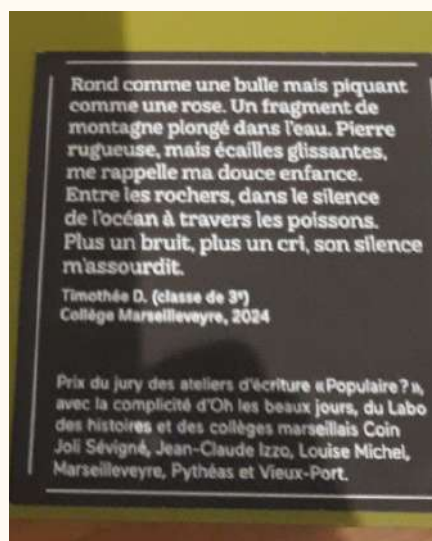 Rond comme une bulle mais piquant
comme une rose. Un fragment de
montagne plongé dans l'eau. Pierre
rugueuse, mais écailles glissantes,
me rappelle ma douce enfance.
Entre les rochers, dans le silence
de l'océan à travers les poissons.
Plus un bruit, plus un cri, son silence
m'assourdit.
Timothée D. (classe de 3e)
Collège Marseilleveyre, 2024
Prix du jury des ateliers d'écriture « Populaire ? »,
avec la complicité d'Oh les beaux jours, du Labo
des histoires et des collèges marseillais Coin
Joli Sévigné, Jean-Claude Izzo, Louise Michel,
Marseilleveyre, Pythéas et Vieux-Port.